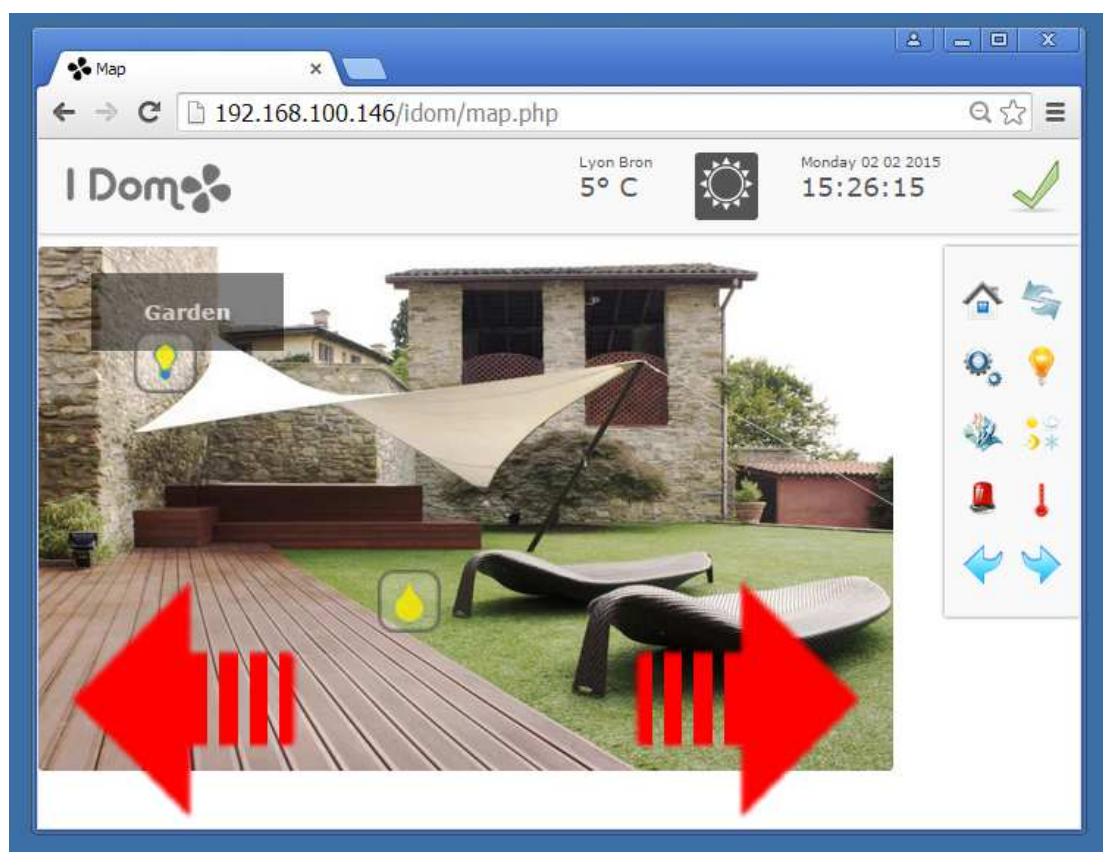 Map
192.168.100.146/idom/map.php
I Dom
Lyon Bron
5° C
Monday 02 02 2015
15:26:15
Garden